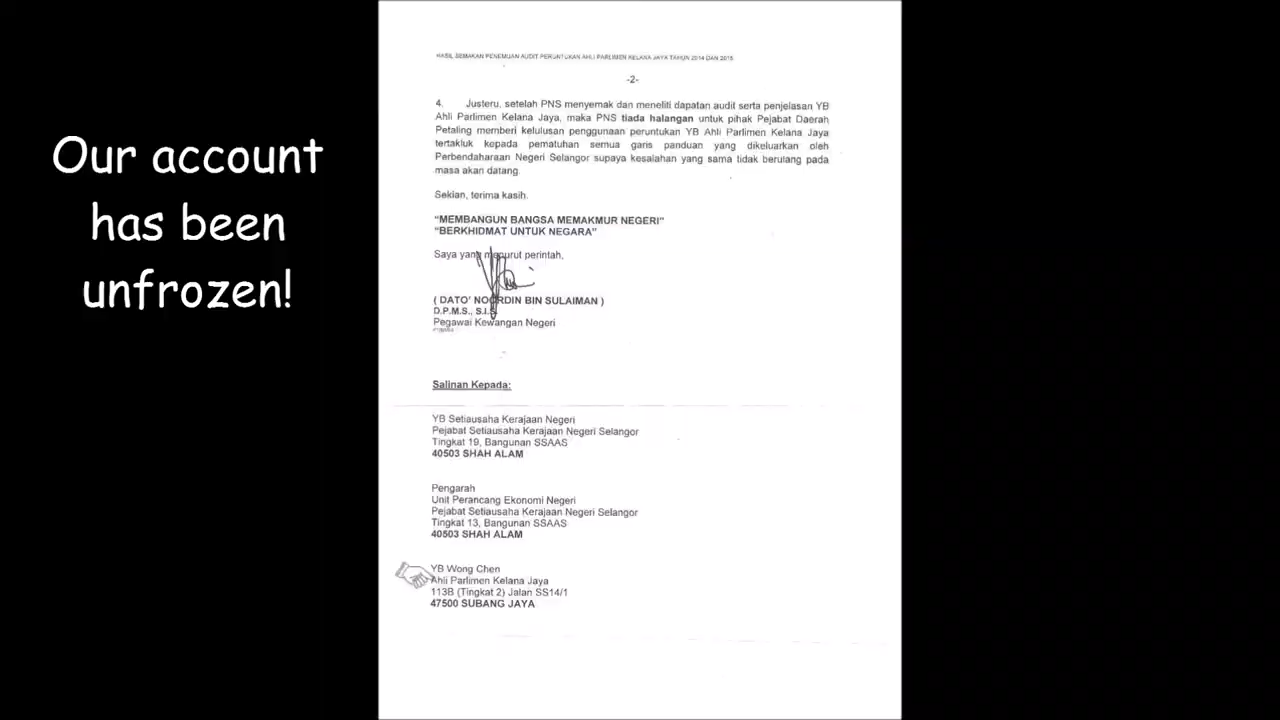 Our account
has been
unfrozen!
HASIL SEMAKAN PENEMUAN AUDIT PERUNTUKAN AHLI PARLIMEN KELANA JAYA TAHUN 2014 DAN 2015
-2-
4. Justeru, setelah PNS menyemak dan meneliti dapatan audit serta penjelasan YB
Ahli Parlimen Kelana Jaya, maka PNS tiada halangan untuk pihak Pejabat Daerah
Petaling memberi kelulusan penggunaan peruntukan YB Ahli Parlimen Kelana Jaya
tertakluk kepada pematuhan semua garis panduan yang dikeluarkan oleh
Perbendaharaan Negeri Selangor supaya kesalahan yang sama tidak berulang pada
masa akan datang.
Sekian, terima kasih.
"MEMBANGUN BANGSA MEMAKMUR NEGERI"
"BERKHIDMAT UNTUK NEGARA"
Saya yang menurut perintah,
( DATO' NOORDIN BIN SULAIMAN )
D.P.M.S., S.I.S.
Pegawai Kewangan Negeri
Salinan Kepada:
YB Setiausaha Kerajaan Negeri
Pejabat Setiausaha Kerajaan Negeri Selangor
Tingkat 19, Bangunan SSAAS
40503 SHAH ALAM
Pengarah
Unit Perancang Ekonomi Negeri
Pejabat Setiausaha Kerajaan Negeri Selangor
Tingkat 13, Bangunan SSAAS
40503 SHAH ALAM
YB Wong Chen
Ahli Parlimen Kelana Jaya
113B (Tingkat 2) Jalan SS14/1
47500 SUBANG JAYA